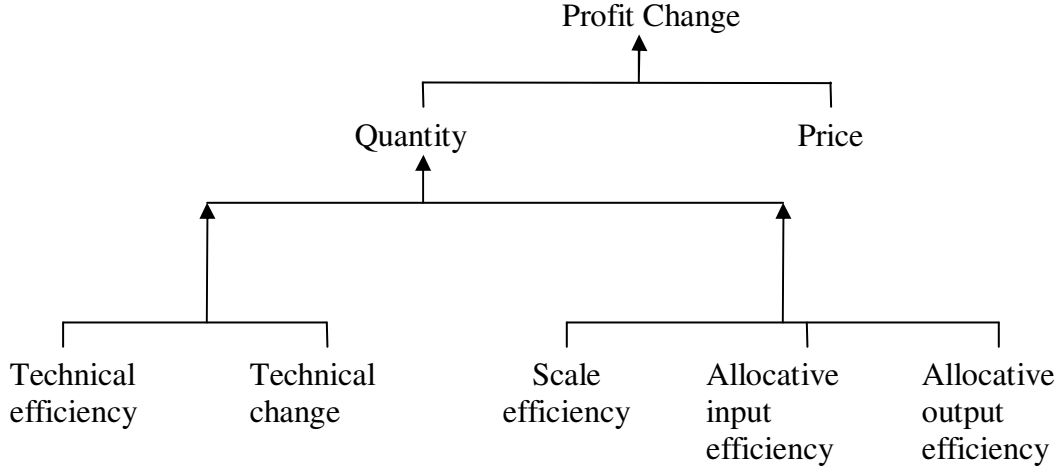 Profit Change
Quantity
Price
Technical
efficiency
Technical
change
Scale
efficiency
Allocative
input
efficiency
Allocative
output
efficiency